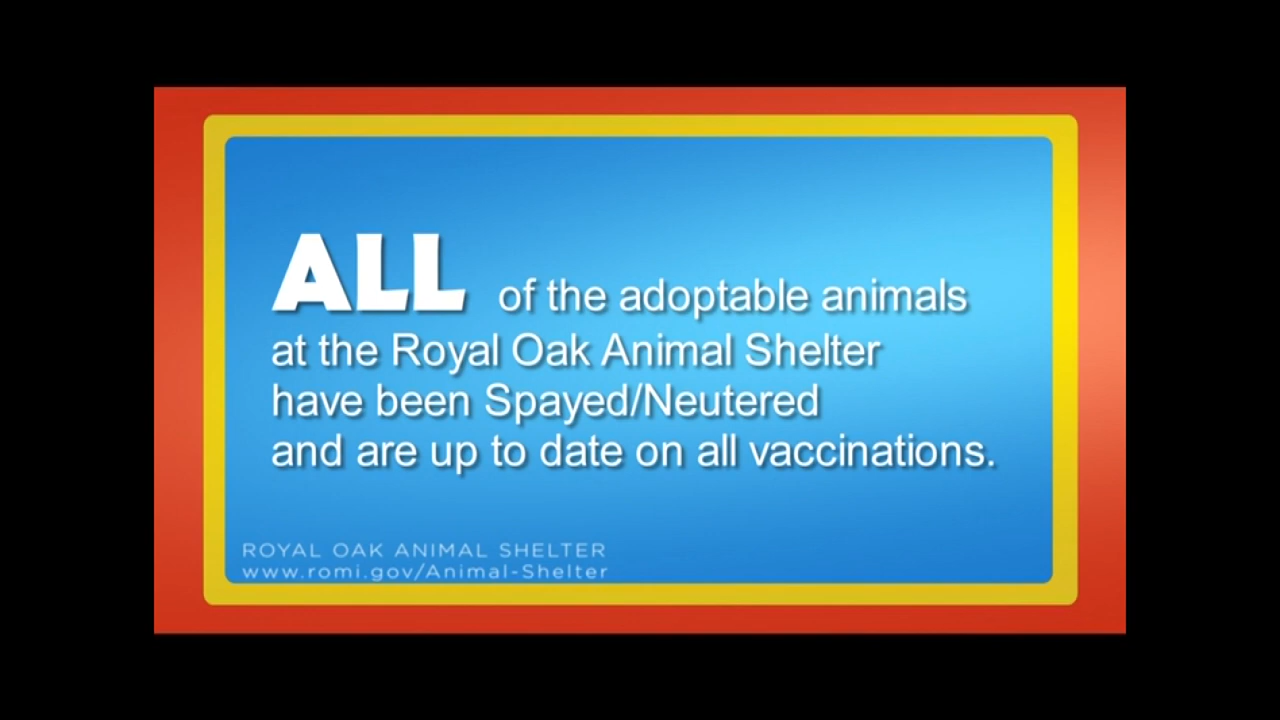 ALL of the adoptable animals
at the Royal Oak Animal Shelter
have been Spayed/Neutered
and are up to date on all vaccinations.
ROYAL OAK ANIMAL SHELTER
www.romi.gov/Animal-Shelter